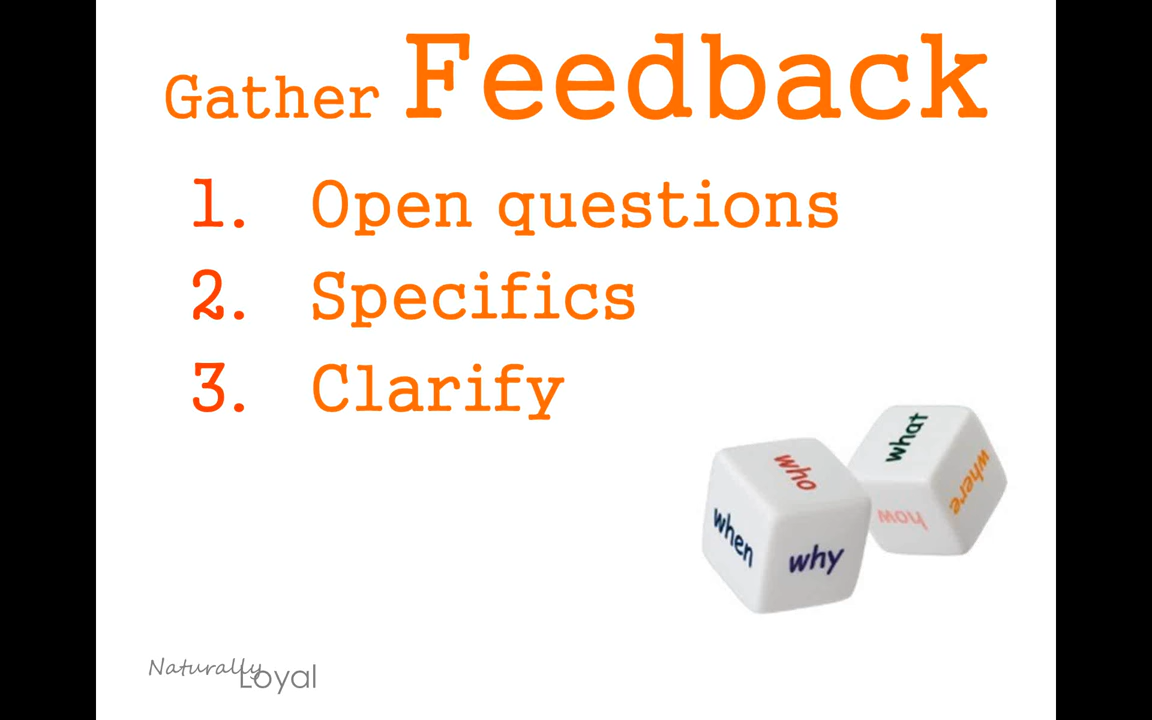 Gather Feedback
1. Open questions
2. Specifics
3. Clarify
what
who
where
how
when
why
Naturally
Loyal